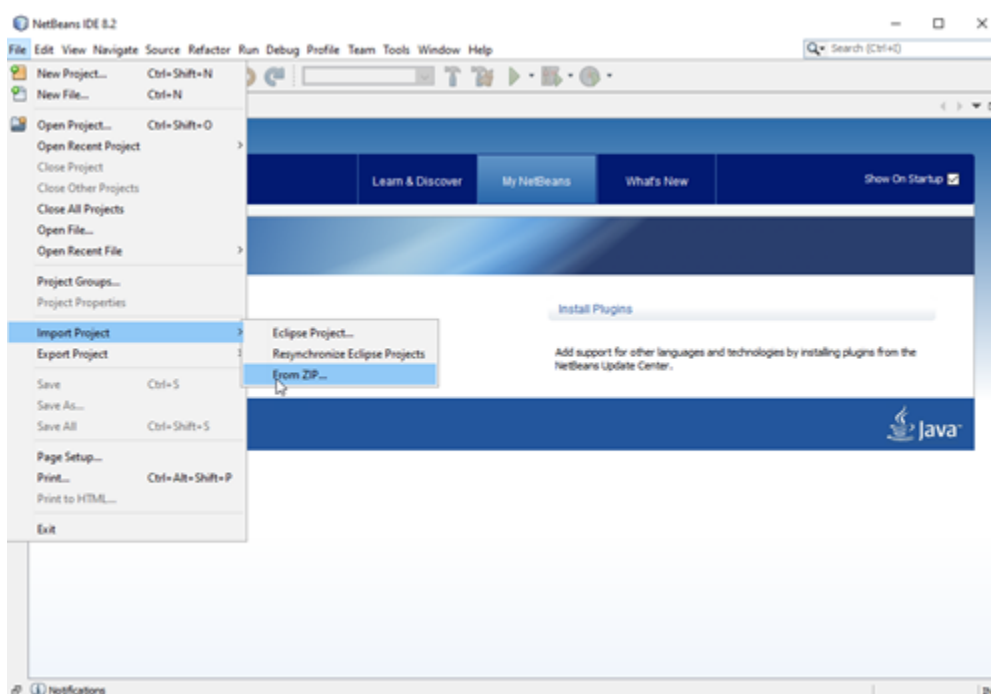 NetBeans IDE 8.2
File Edit View Navigate Source Refactor Run Debug Profile Team Tools Window Help
Search (Ctrl+I)
New Project... Ctrl+Shift+N
New File... Ctrl+N
Open Project... Ctrl+Shift+O
Open Recent Project
Close Project
Close Other Projects
Close All Projects
Open File...
Open Recent File
Project Groups...
Project Properties
Import Project
Export Project
Save Ctrl+S
Save As...
Save All Ctrl+Shift+S
Page Setup...
Print... Ctrl+Alt+Shift+P
Print to HTML...
Exit
Eclipse Project...
Resynchronize Eclipse Projects
From ZIP...
Learn & Discover My NetBeans What's New Show On Startup
Install Plugins
Add support for other languages and technologies by installing plugins from the
NetBeans Update Center.
Java
Notifications